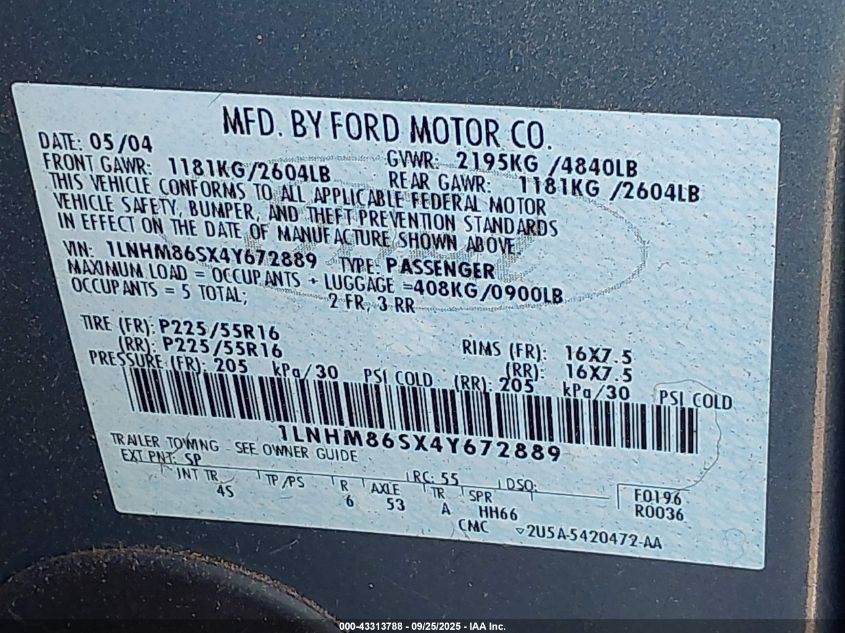 MFD. BY FORD MOTOR CO.
DATE: 05/04 GVWR: 2195KG /4840LB
FRONT GAWR: 1181KG/2604LB REAR GAWR: 1181KG /2604LB
THIS VEHICLE CONFORMS TO ALL APPLICABLE FEDERAL MOTOR
VEHICLE SAFETY, BUMPER, AND THEFT PREVENTION STANDARDS
IN EFFECT ON THE DATE OF MANUFACTURE SHOWN ABOVE.
VIN: 1LNHM86SX4Y672889 TYPE: PASSENGER
MAXIMUM LOAD = OCCUPANTS + LUGGAGE =408KG/0900LB
OCCUPANTS = 5 TOTAL; 2 FR, 3 RR
TIRE (FR): P225/55R16 RIMS (FR): 16X7.5
(RR): P225/55R16 (RR): 16X7.5
PRESSURE (FR): 205 kPa/30 PSI COLD (RR): 205 kPa/30 PSI COLD
1LNHM86SX4Y672889
TRAILER TOWING - SEE OWNER GUIDE
EXT PNT: SP RC: 55 DSO:
INT TR TP/PS R AXLE TR SPR F0196
4S 6 53 A HH66 R0036
CMC 2U5A-5420472-AA
000-43313788 - 09/25/2025 - IAA Inc.